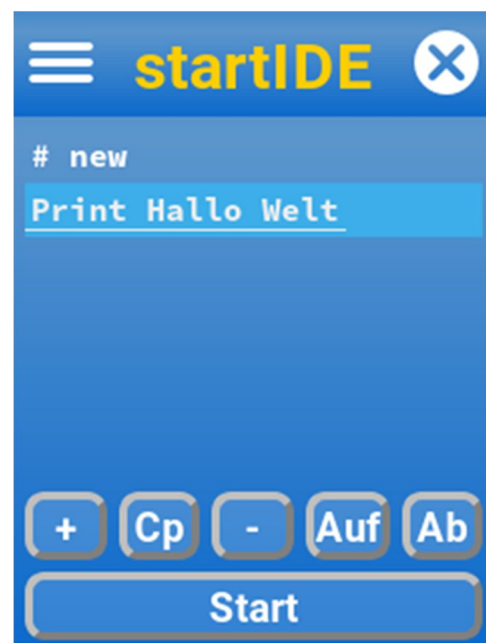 startIDE
# new
Print Hallo Welt
+ Cp - Auf Ab
Start